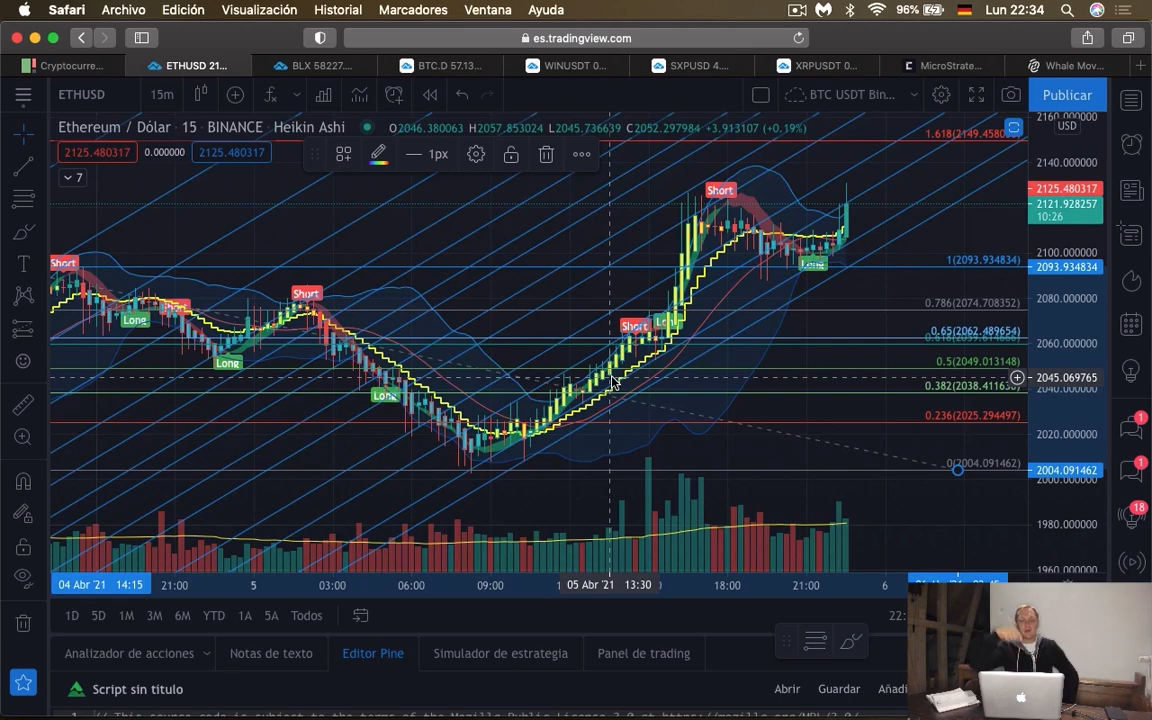 Safari Archivo Edición Visualización Historial Marcadores Ventana Ayuda 96% Lun 22:34
es.tradingview.com
Cryptocurre... ETHUSD 21... BLX 58227.... BTC.D 57.13... WINUSDT 0... SXPUSD 4.... XRPUSDT 0... MicroStrate... Whale Mov...
ETHUSD 15m BTC USDT Bin... Publicar
Ethereum / Dólar · 15 · BINANCE · Heikin Ashi O2046.380063 H2057.853024 L2045.736639 C2052.297984 +3.913107 (+0.19%)
USD
2125.480317 0.000000 2125.480317 1px
7
1.618(2149.4580
2140.000000
Short 2125.480317
2121.928257
10:26
2100.000000
Short Long 1(2093.934834) 2093.934834
2080.000000
Short Short 0.786(2074.708352)
Long Short Long
0.65(2062.489654)
2060.000000
Long 0.5(2049.013148)
2045.069765
Long 0.382(2038.41163
0.236(2025.294497)
2020.000000
0(2004.091462) 2004.091462
2000.000000
1980.000000
1960.000000
04 Abr '21 14:15 21:00 5 03:00 06:00 09:00 05 Abr '21 13:30 18:00 21:00 6
1D 5D 1M 3M 6M YTD 1A 5A Todos 22:
Analizador de acciones Notas de texto Editor Pine Simulador de estrategia Panel de trading
Script sin título Abrir Guardar Añadi
1
1
18